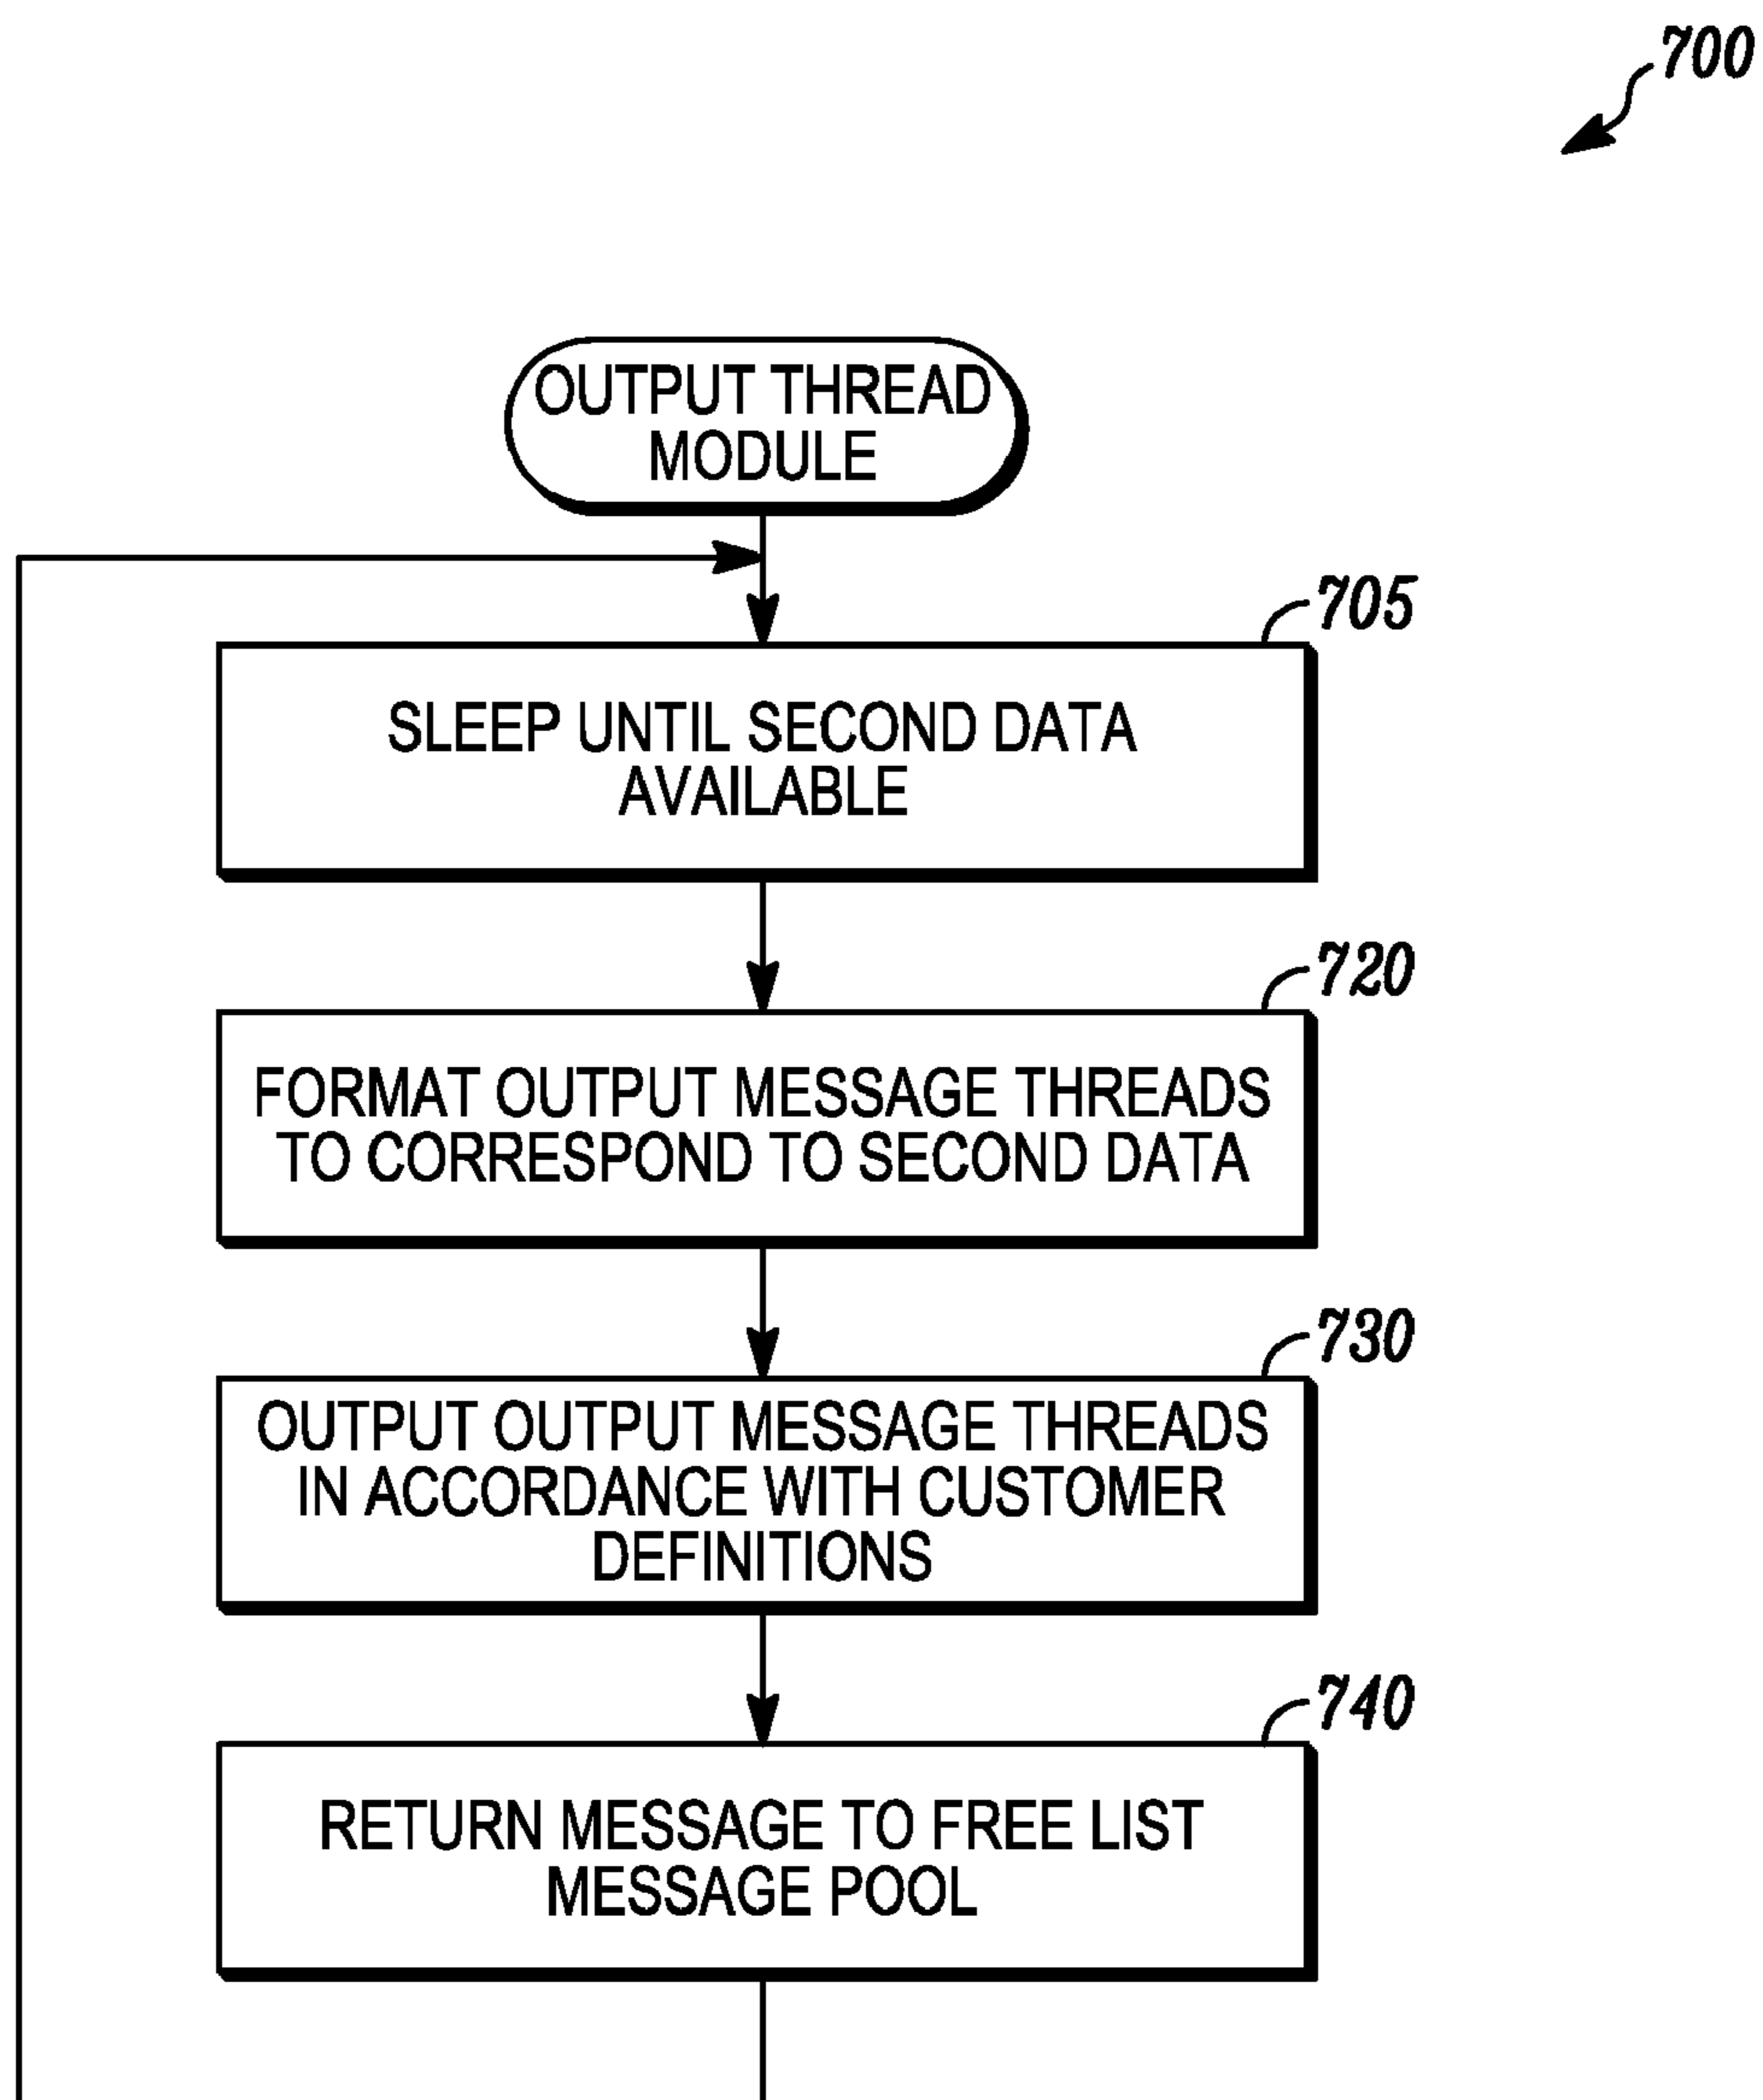 700
OUTPUT THREAD
MODULE
705
SLEEP UNTIL SECOND DATA
AVAILABLE
720
FORMAT OUTPUT MESSAGE THREADS
TO CORRESPOND TO SECOND DATA
730
OUTPUT OUTPUT MESSAGE THREADS
IN ACCORDANCE WITH CUSTOMER
DEFINITIONS
740
RETURN MESSAGE TO FREE LIST
MESSAGE POOL